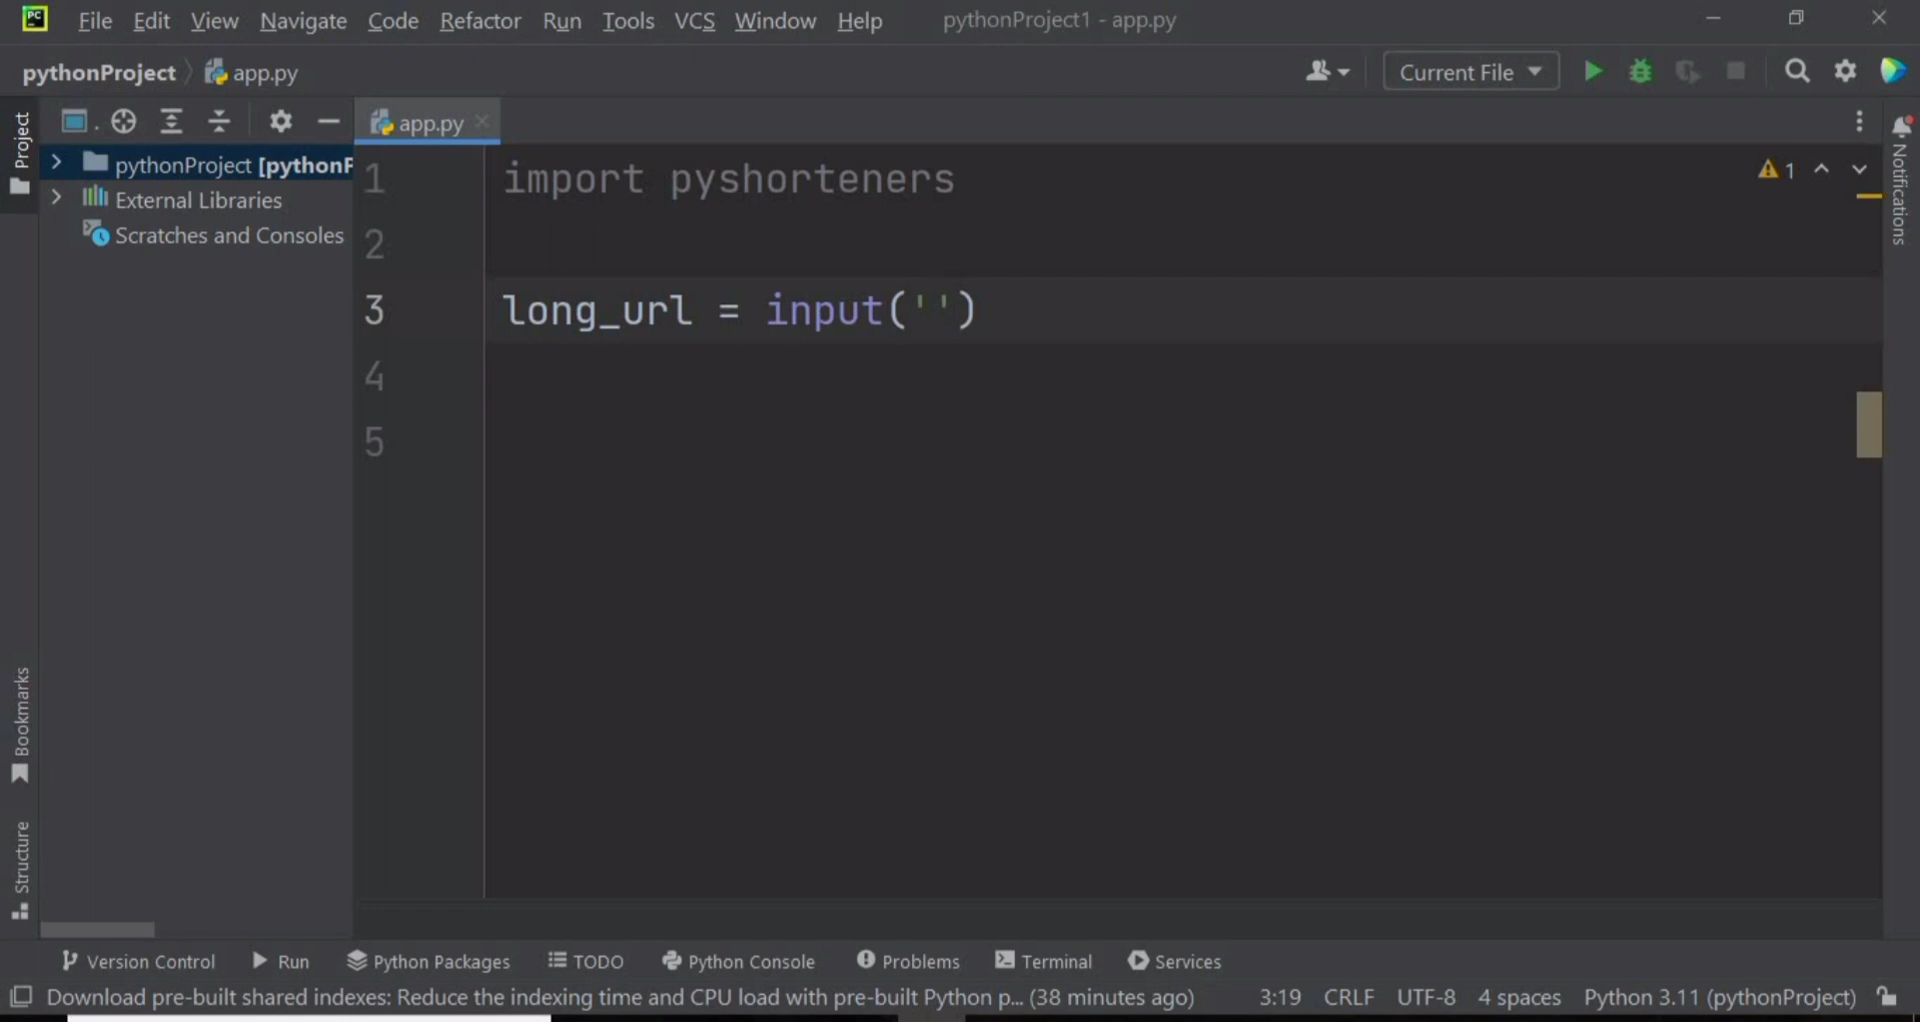 PC File Edit View Navigate Code Refactor Run Tools VCS Window Help pythonProject1 - app.py
pythonProject app.py Current File
Project
app.py
pythonProject [pythonP
External Libraries
Scratches and Consoles
1 import pyshorteners
2
3 long_url = input('')
4
5
1
Notifications
Bookmarks
Structure
Version Control Run Python Packages TODO Python Console Problems Terminal Services
Download pre-built shared indexes: Reduce the indexing time and CPU load with pre-built Python p... (38 minutes ago) 3:19 CRLF UTF-8 4 spaces Python 3.11 (pythonProject)